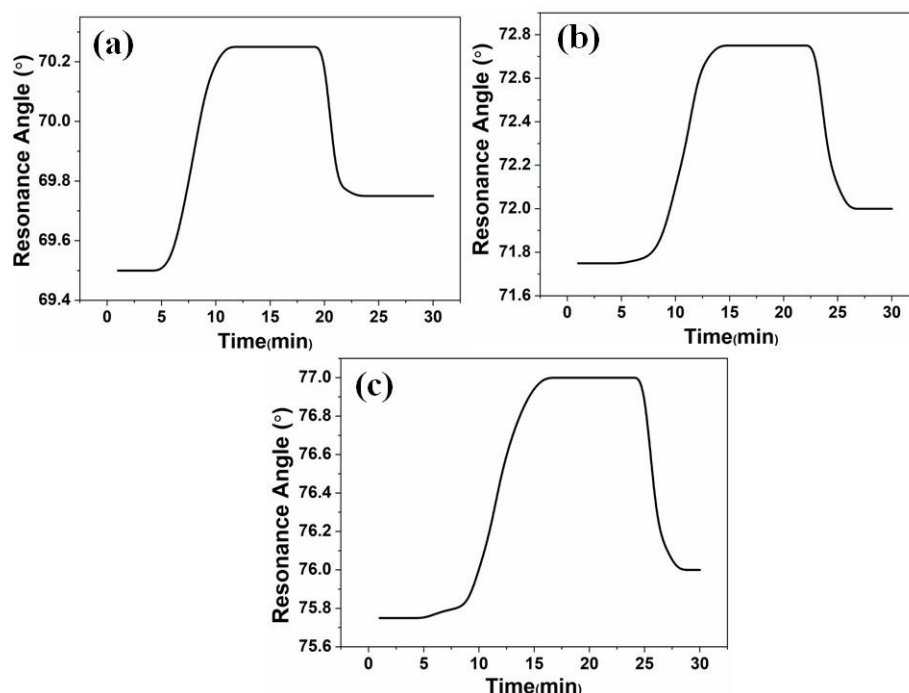 (a)
Resonance Angle (°)
70.2
70.0
69.8
69.6
69.4
0 5 10 15 20 25 30
Time(min)
(b)
Resonance Angle (°)
72.8
72.6
72.4
72.2
72.0
71.8
71.6
0 5 10 15 20 25 30
Time(min)
(c)
Resonance Angle (°)
77.0
76.8
76.6
76.4
76.2
76.0
75.8
75.6
0 5 10 15 20 25 30
Time(min)